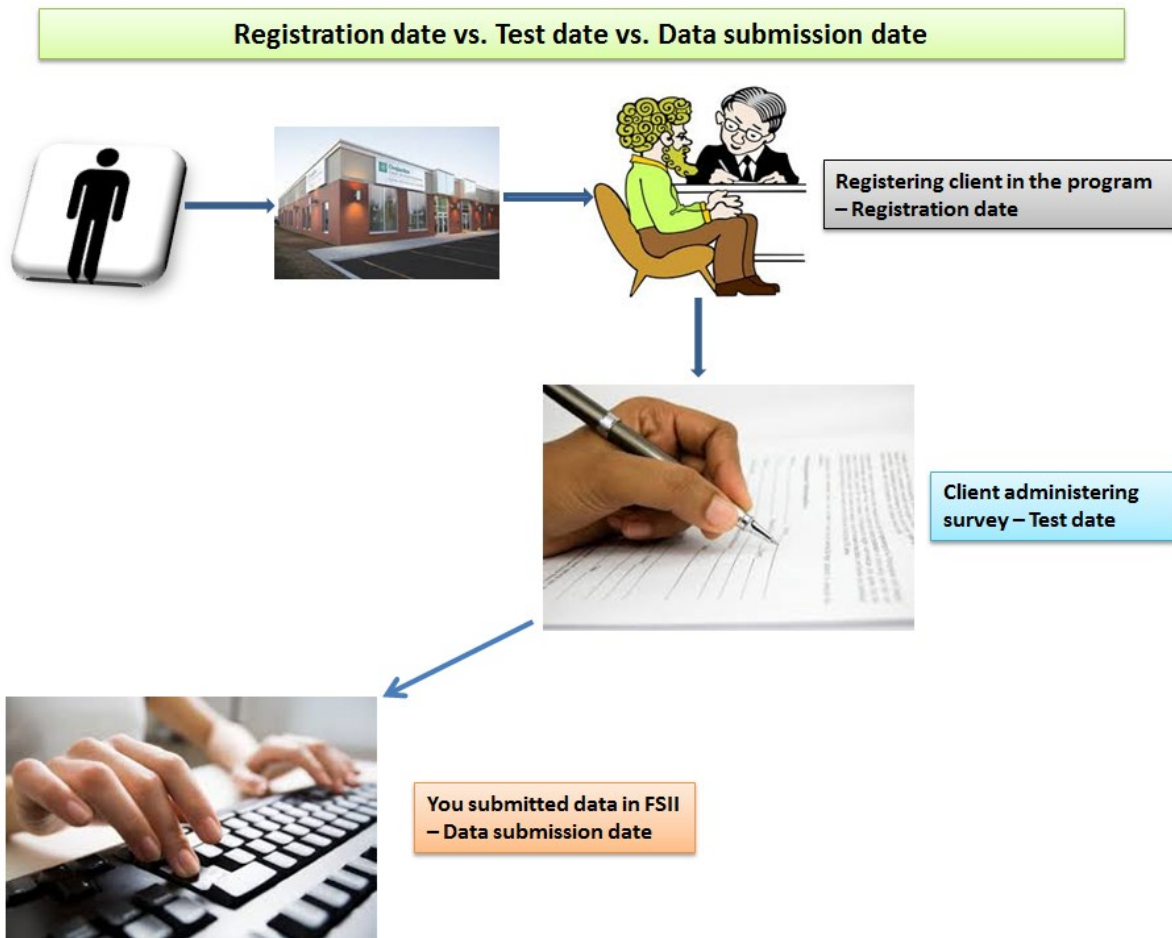 Registration date vs. Test date vs. Data submission date
Registering client in the program
– Registration date
Client administering
survey – Test date
You submitted data in FSII
– Data submission date